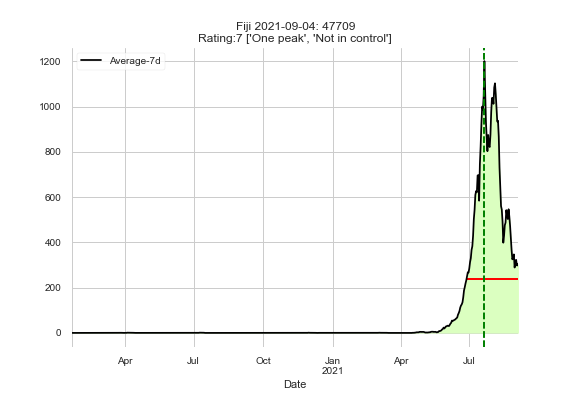 Fiji 2021-09-04: 47709
Rating:7 ['One peak', 'Not in control']
Average-7d
1200
1000
800
600
400
200
0
Apr
Jul
Oct
Jan
2021
Apr
Jul
Date